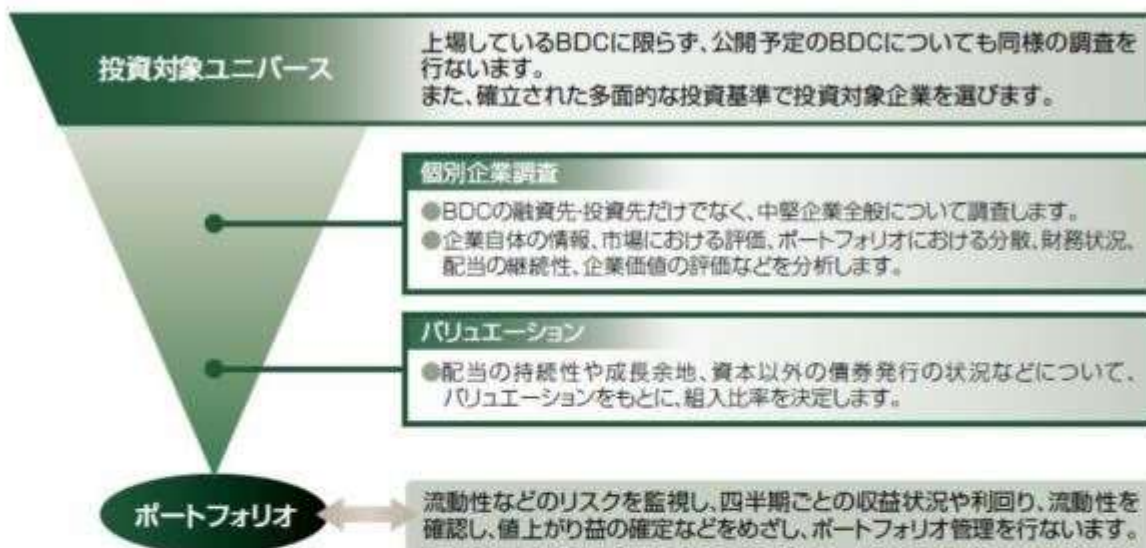 投資対象ユニバース
上場しているBDCに限らず、公開予定のBDCについても同様の調査を
行ないます。
また、確立された多面的な投資基準で投資対象企業を選びます。
個別企業調査
●BDCの融資先・投資先だけでなく、中堅企業全般について調査します。
●企業自体の情報、市場における評価、ポートフォリオにおける分散、財務状況、
配当の継続性、企業価値の評価などを分析します。
バリュエーション
●配当の持続性や成長余地、資本以外の債券発行の状況などについて、
バリュエーションをもとに、組入比率を決定します。
ポートフォリオ
流動性などのリスクを監視し、四半期ごとの収益状況や利回り、流動性を
確認し、値上がり益の確定などをめざし、ポートフォリオ管理を行ないます。